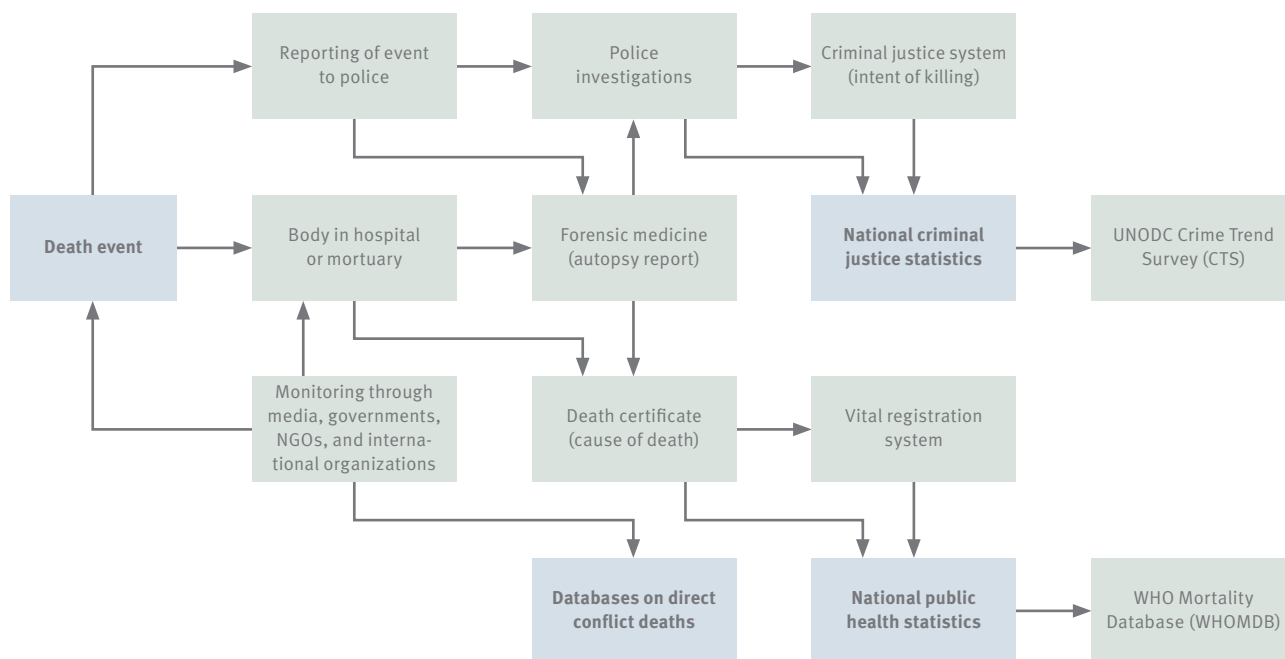 Reporting of event
to police
Police
investigations
Criminal justice system
(intent of killing)
Death event
Body in hospital
or mortuary
Forensic medicine
(autopsy report)
National criminal
justice statistics
UNODC Crime Trend
Survey (CTS)
Monitoring through
media, governments,
NGOs, and interna-
tional organizations
Death certificate
(cause of death)
Vital registration
system
Databases on direct
conflict deaths
National public
health statistics
WHO Mortality
Database (WHOMDB)